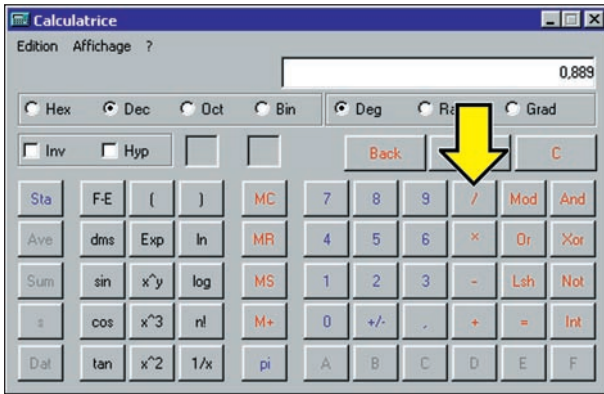 Calculatrice
Edition Affichage ?
0,889
Hex Dec Oct Bin Deg Grad
Inv Hyp Back C
Sta F-E ( ) MC 7 8 9 / Mod And
Ave dms Exp ln MR 4 5 6 * Or Xor
Sum sin x^y log MS 1 2 3 - Lsh Not
s cos x^3 n! M+ 0 +/- , + = Int
Dat tan x^2 1/x pi A B C D E F